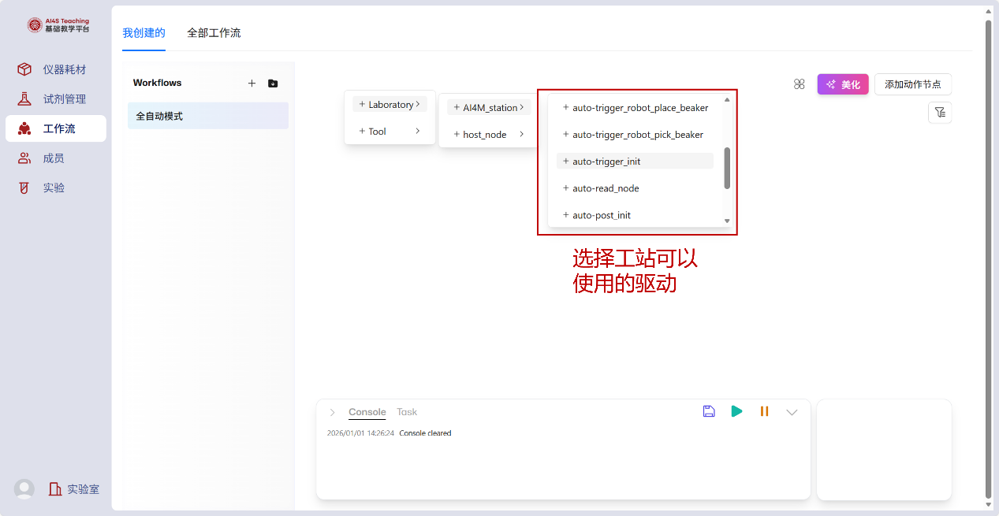 AI4S Teaching
基础教学平台
仪器耗材
试剂管理
工作流
成员
实验
实验室
我创建的
全部工作流
Workflows
全自动模式
美化
添加动作节点
+ Laboratory
+ Tool
+ AI4M_station
+ host_node
+ auto-trigger_robot_place_beaker
+ auto-trigger_robot_pick_beaker
+ auto-trigger_init
+ auto-read_node
+ auto-post_init
选择工站可以
使用的驱动
Console
Task
2026/01/01 14:26:24 Console cleared